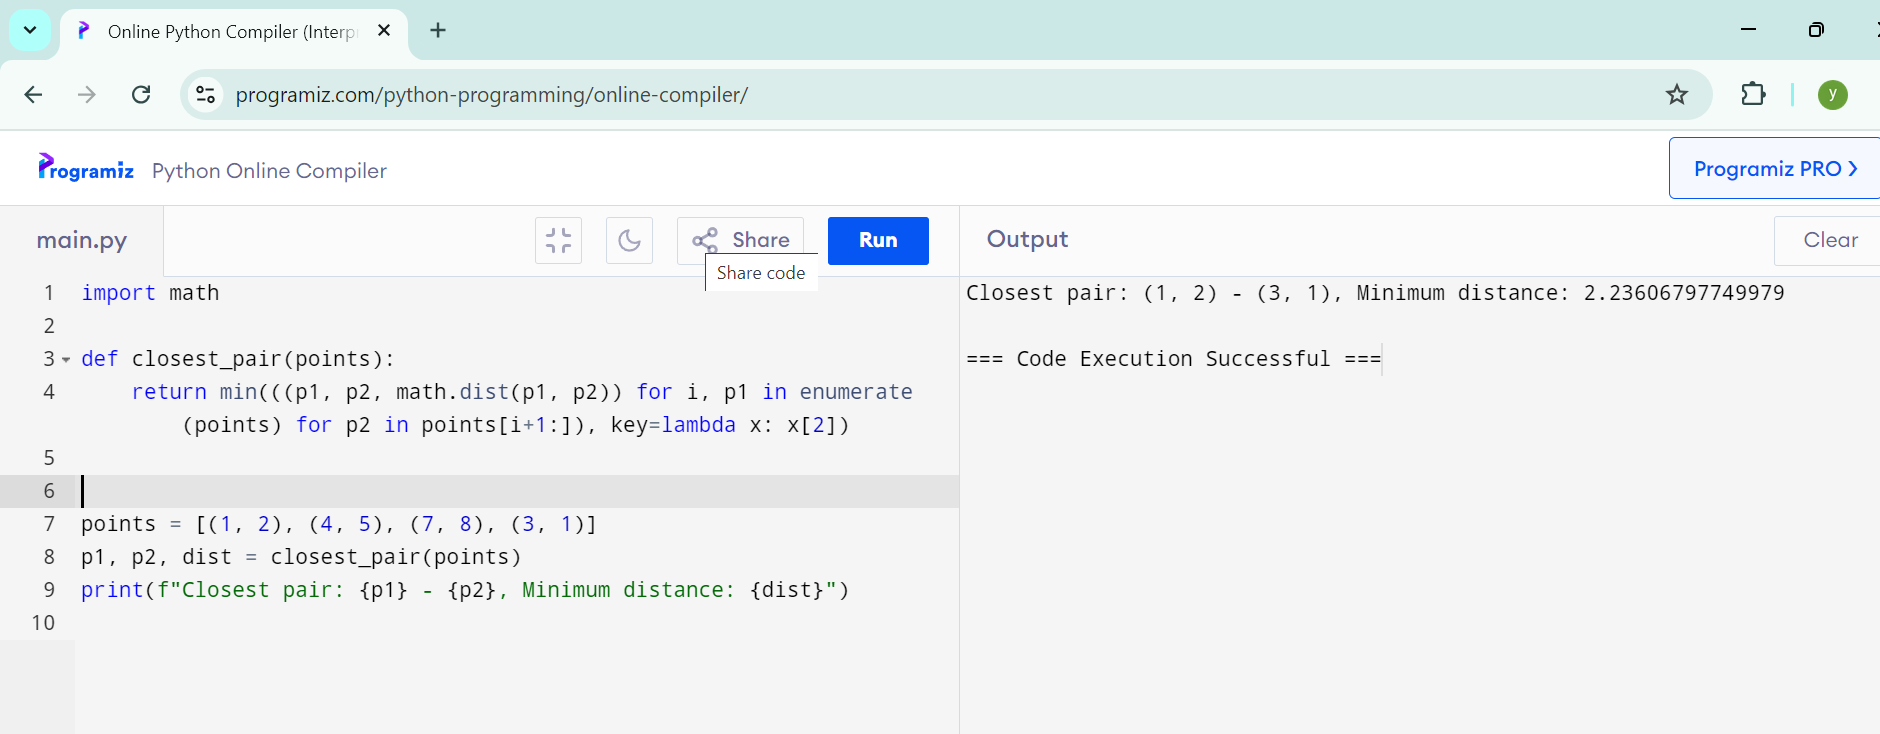 Online Python Compiler (Interp
programiz.com/python-programming/online-compiler/
y
Programiz Python Online Compiler
Programiz PRO
main.py
Share
Run
Output
Clear
Share code
1 import math
2
3 def closest_pair(points):
4     return min(((p1, p2, math.dist(p1, p2)) for i, p1 in enumerate
(points) for p2 in points[i+1:]), key=lambda x: x[2])
5
6
7 points = [(1, 2), (4, 5), (7, 8), (3, 1)]
8 p1, p2, dist = closest_pair(points)
9 print(f"Closest pair: {p1} - {p2}, Minimum distance: {dist}")
10
Closest pair: (1, 2) - (3, 1), Minimum distance: 2.23606797749979
=== Code Execution Successful ===